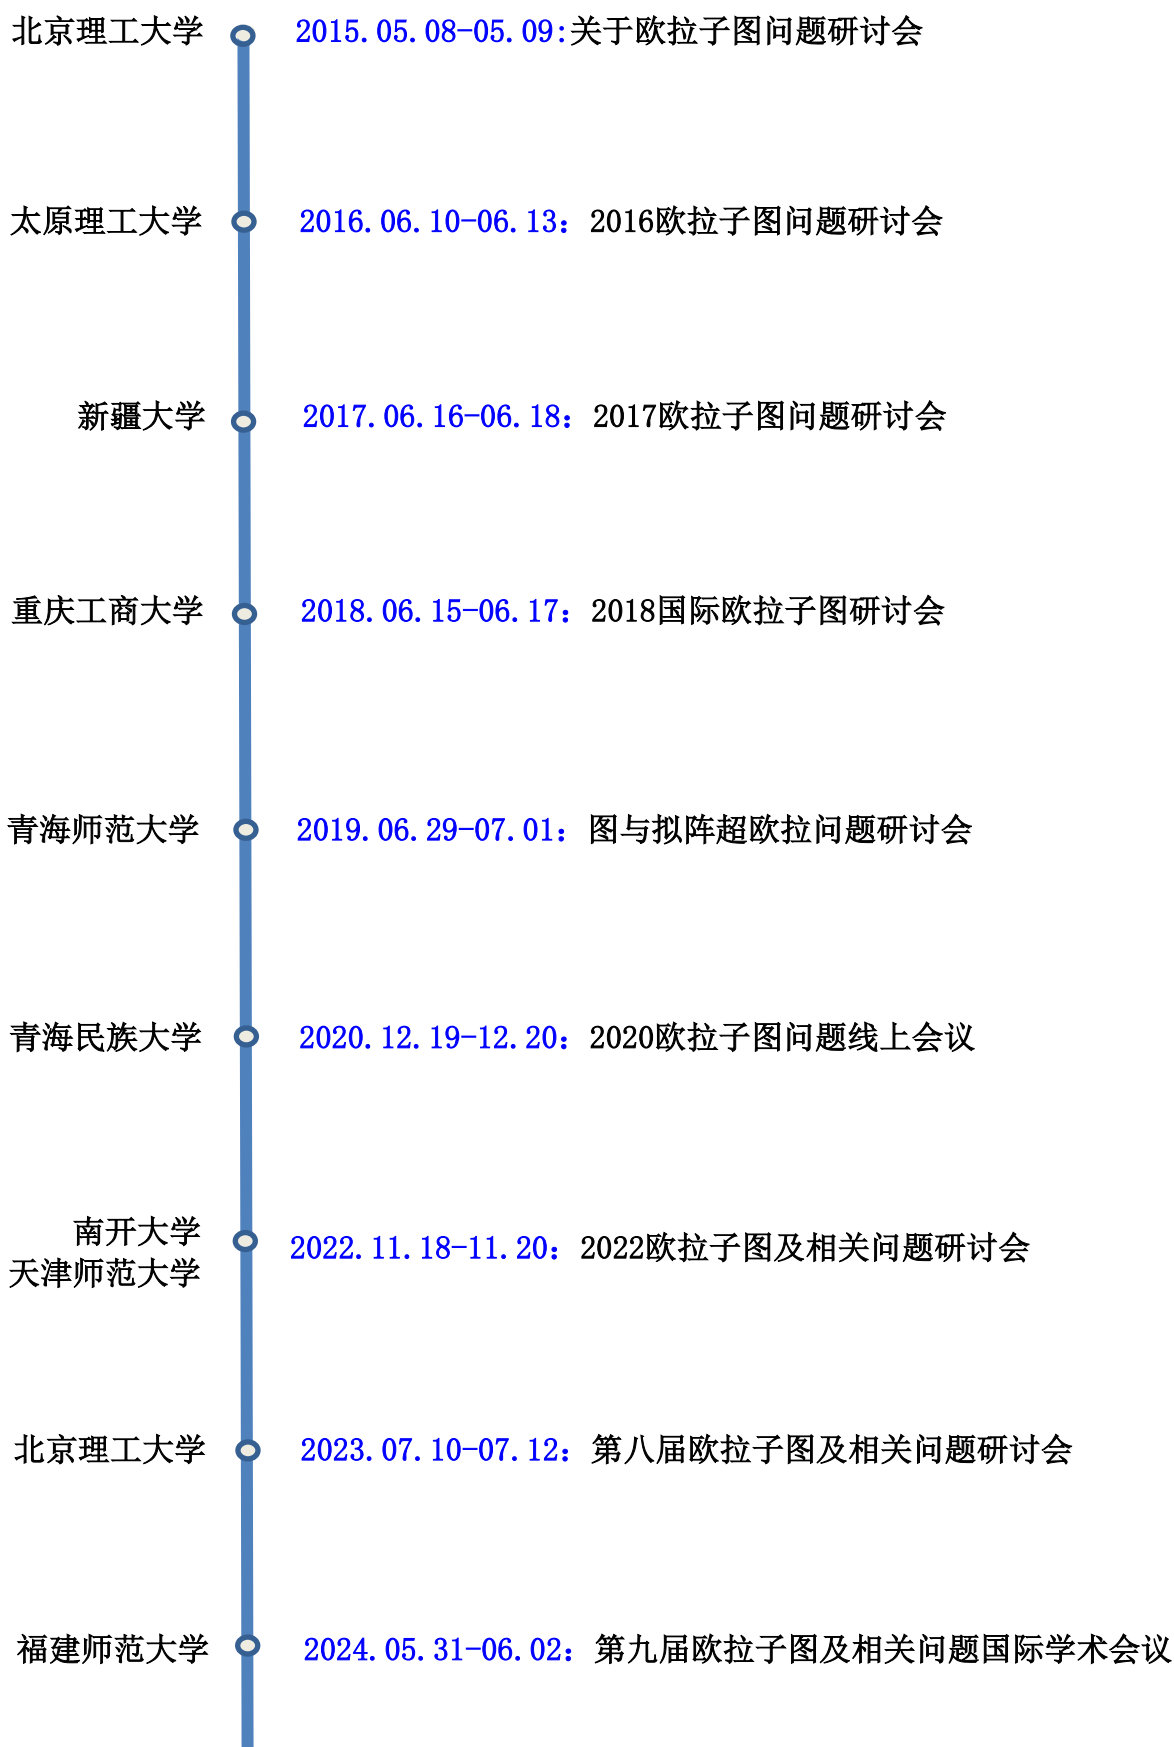 北京理工大学 2015.05.08-05.09:关于欧拉子图问题研讨会
太原理工大学 2016.06.10-06.13：2016欧拉子图问题研讨会
新疆大学 2017.06.16-06.18：2017欧拉子图问题研讨会
重庆工商大学 2018.06.15-06.17：2018国际欧拉子图研讨会
青海师范大学 2019.06.29-07.01：图与拟阵超欧拉问题研讨会
青海民族大学 2020.12.19-12.20：2020欧拉子图问题线上会议
南开大学
天津师范大学
2022.11.18-11.20：2022欧拉子图及相关问题研讨会
北京理工大学 2023.07.10-07.12：第八届欧拉子图及相关问题研讨会
福建师范大学 2024.05.31-06.02：第九届欧拉子图及相关问题国际学术会议